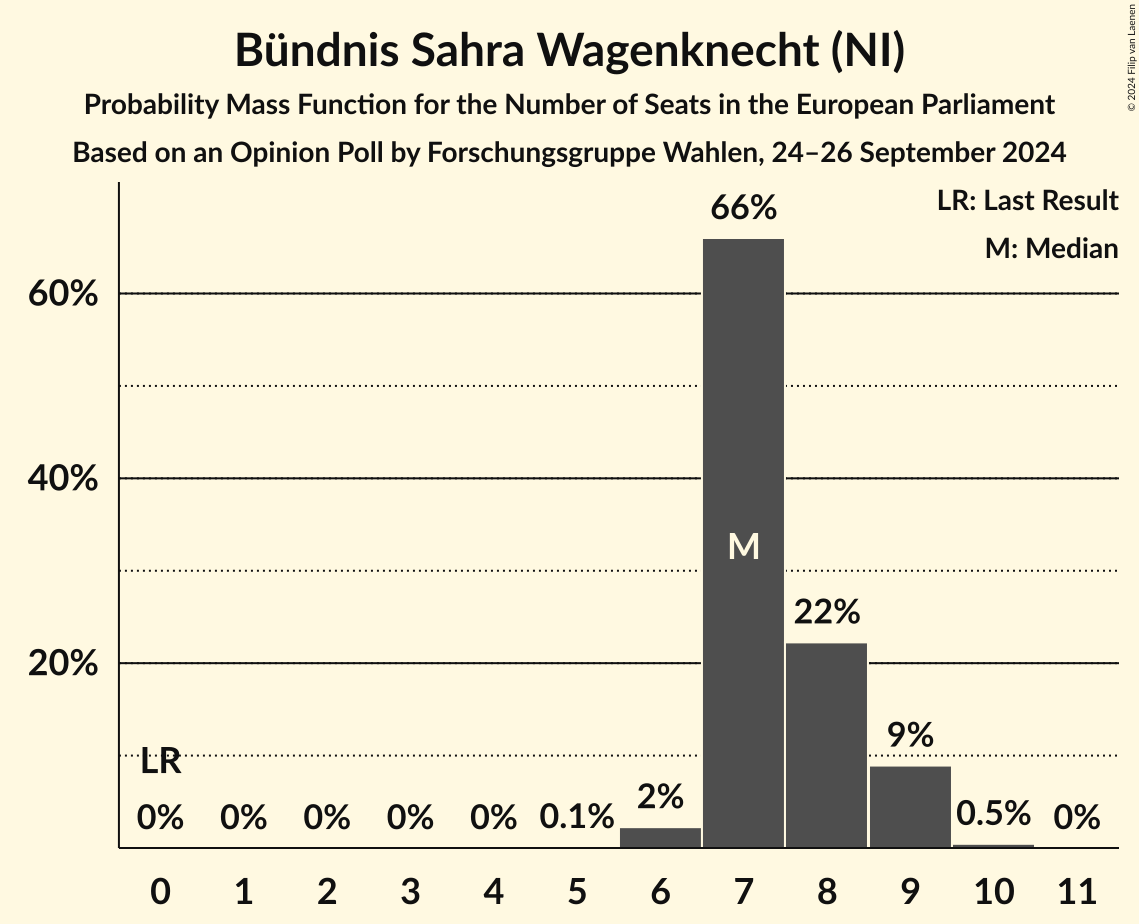 Bündnis Sahra Wagenknecht (NI)
Probability Mass Function for the Number of Seats in the European Parliament
Based on an Opinion Poll by Forschungsgruppe Wahlen, 24–26 September 2024
© 2024 Filip van Laenen
LR: Last Result
M: Median
66%
60%
40%
M
22%
20%
9%
LR
2%
0% 0% 0% 0% 0% 0.1% 0.5% 0%
0 1 2 3 4 5 6 7 8 9 10 11